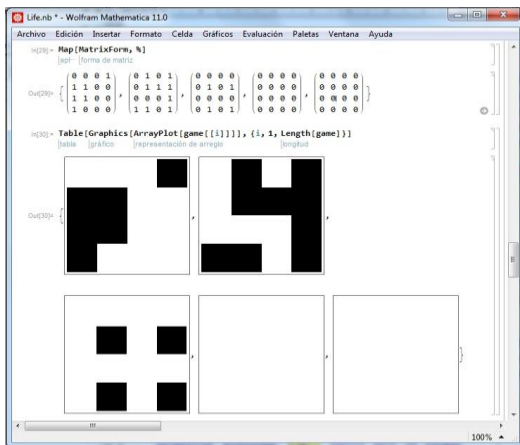 Life.nb * - Wolfram Mathematica 11.0
Archivo Edición Insertar Formato Celda Gráficos Evaluación Paletas Ventana Ayuda
In[29]:= Map[MatrixForm, %]
[apl⋯ [forma de matriz
0 0 0 1 0 1 0 1 0 0 0 0 0 0 0 0 0 0 0 0
1 1 0 0 0 1 1 1 0 1 0 1 0 0 0 0 0 0 0 0
Out[29]= { , , , , }
1 1 0 0 0 0 0 1 0 0 0 0 0 0 0 0 0 0 0 0
1 0 0 0 1 1 0 1 0 1 0 1 0 0 0 0 0 0 0 0
In[30]:= Table[Graphics[ArrayPlot[game[[i]]]], {i, 1, Length[game]}]
[tabla [gráfico [representación de arreglo [longitud
Out[30]= { , ,
, , }
100%